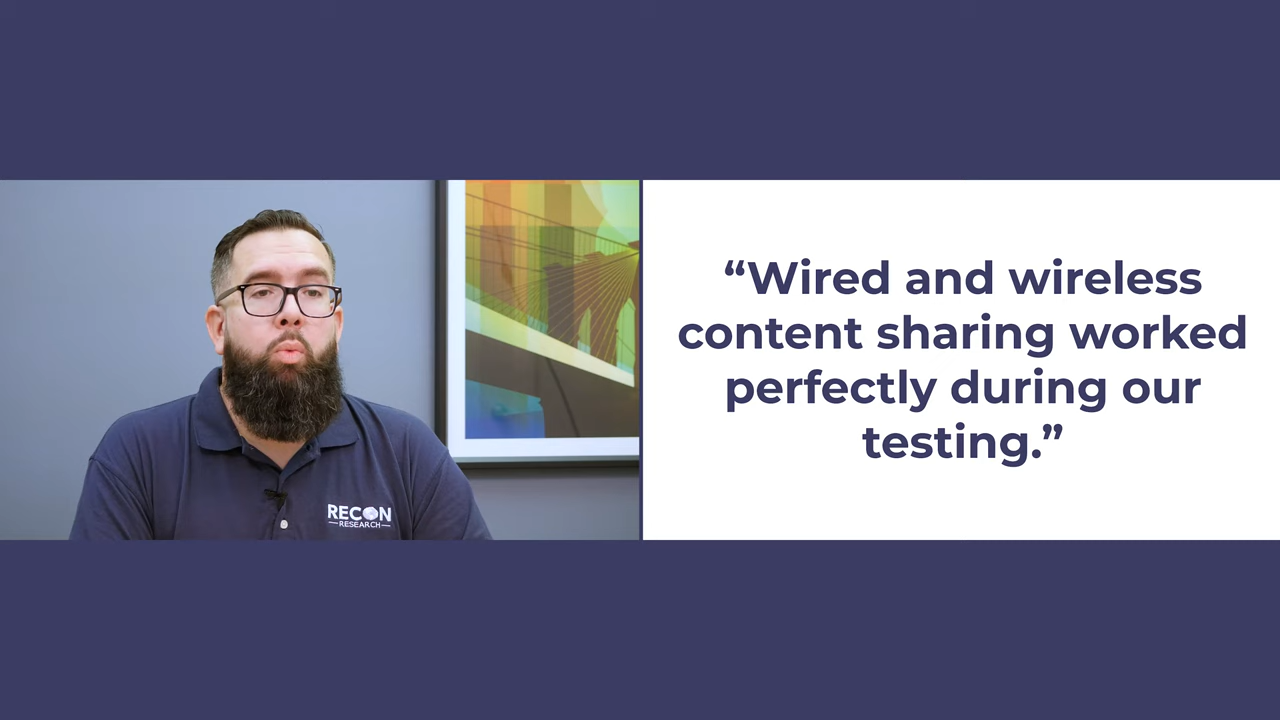 RECON
RESEARCH
“Wired and wireless
content sharing worked
perfectly during our
testing.”